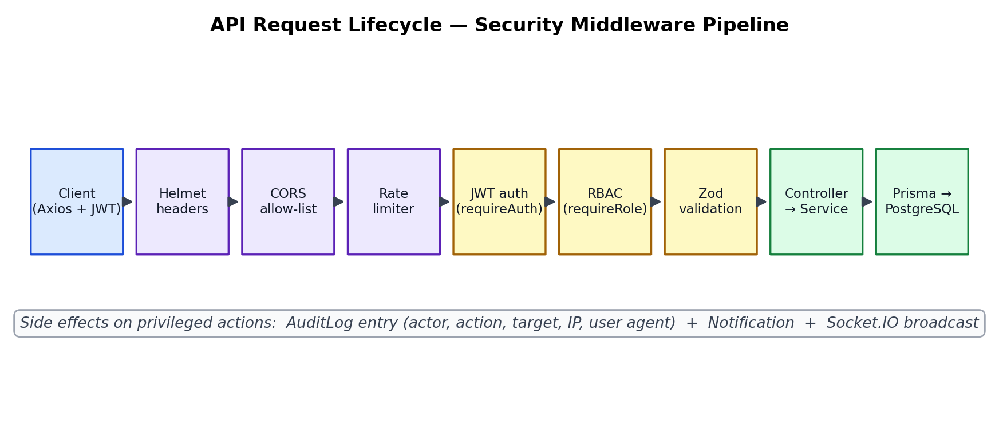 API Request Lifecycle — Security Middleware Pipeline
Client
(Axios + JWT)
Helmet
headers
CORS
allow-list
Rate
limiter
JWT auth
(requireAuth)
RBAC
(requireRole)
Zod
validation
Controller
→ Service
Prisma →
PostgreSQL
Side effects on privileged actions:  AuditLog entry (actor, action, target, IP, user agent)  +  Notification  +  Socket.IO broadcast